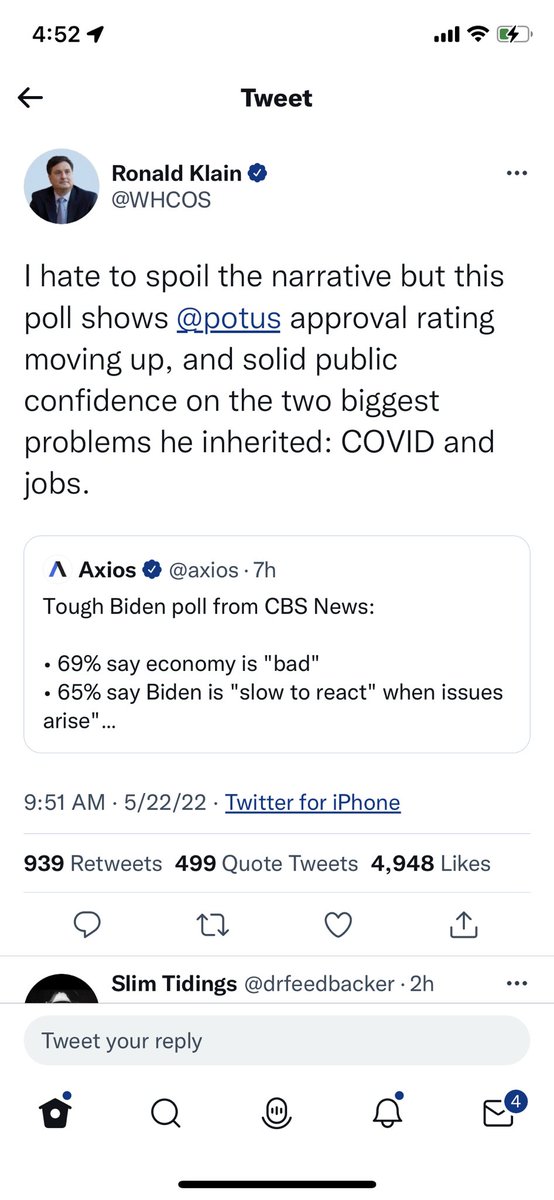 4:52
Tweet
Ronald Klain
@WHCOS
I hate to spoil the narrative but this
poll shows @potus approval rating
moving up, and solid public
confidence on the two biggest
problems he inherited: COVID and
jobs.
Axios @axios · 7h
Tough Biden poll from CBS News:
• 69% say economy is "bad"
• 65% say Biden is "slow to react" when issues
arise"...
9:51 AM · 5/22/22 · Twitter for iPhone
939 Retweets 499 Quote Tweets 4,948 Likes
Slim Tidings @drfeedbacker · 2h
Tweet your reply
4